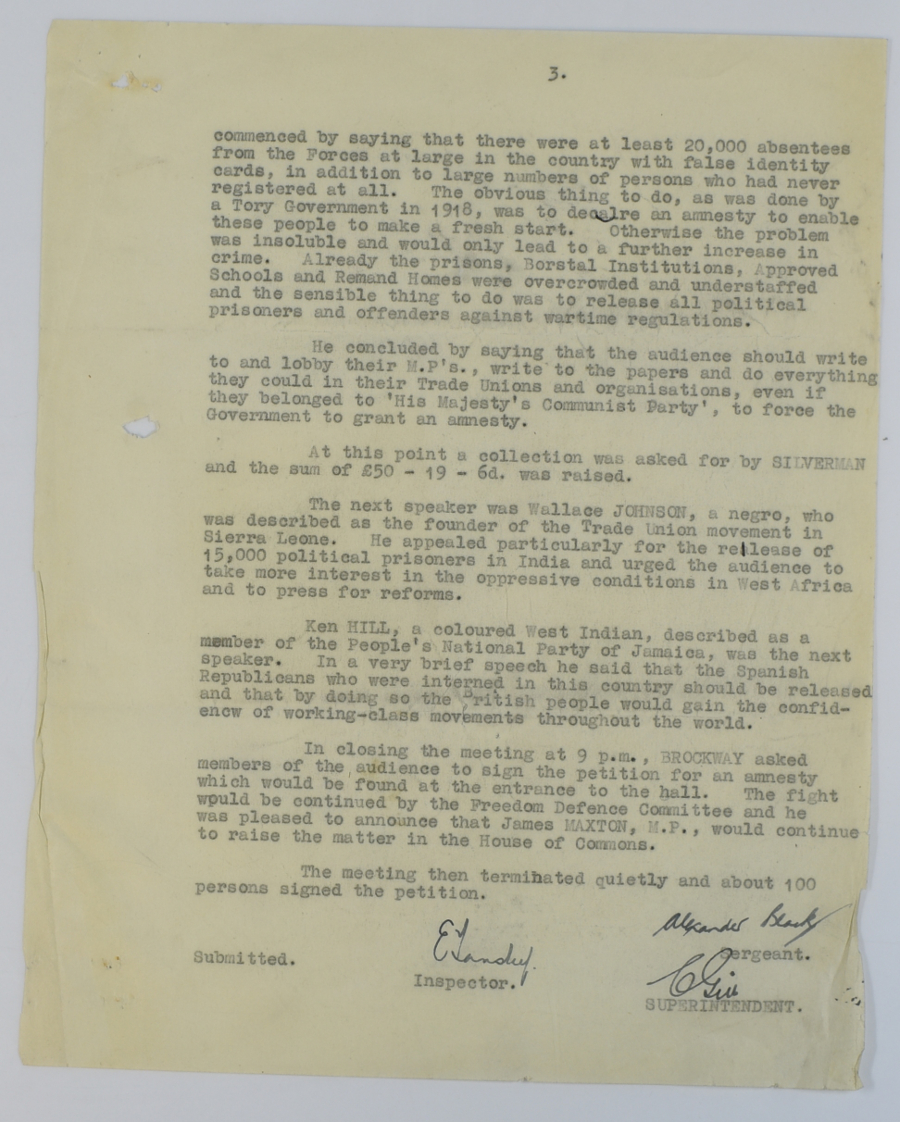 3.
commenced by saying that there were at least 20,000 absentees
from the Forces at large in the country with false identity
cards, in addition to large numbers of persons who had never
registered at all. The obvious thing to do, as was done by
a Tory Government in 1918, was to decalre an amnesty to enable
these people to make a fresh start. Otherwise the problem
was insoluble and would only lead to a further increase in
crime. Already the prisons, Borstal Institutions, Approved
Schools and Remand Homes were overcrowded and understaffed
and the sensible thing to do was to release all political
prisoners and offenders against wartime regulations.
He concluded by saying that the audience should write
to and lobby their M.P's., write to the papers and do everything
they could in their Trade Unions and organisations, even if
they belonged to 'His Majesty's Communist Party', to force the
Government to grant an amnesty.
At this point a collection was asked for by SILVERMAN
and the sum of £50 - 19 - 6d. was raised.
The next speaker was Wallace JOHNSON, a negro, who
was described as the founder of the Trade Union movement in
Sierra Leone. He appealed particularly for the rellease of
15,000 political prisoners in India and urged the audience to
take more interest in the oppressive conditions in West Africa
and to press for reforms.
Ken HILL, a coloured West Indian, described as a
member of the People's National Party of Jamaica, was the next
speaker. In a very brief speech he said that the Spanish
Republicans who were interned in this country should be released
and that by doing so the British people would gain the confid-
encw of working-class movements throughout the world.
In closing the meeting at 9 p.m., BROCKWAY asked
members of the audience to sign the petition for an amnesty
which would be found at the entrance to the hall. The fight
wpuld be continued by the Freedom Defence Committee and he
was pleased to announce that James MAXTON, M.P., would continue
to raise the matter in the House of Commons.
The meeting then terminated quietly and about 100
persons signed the petition.
Alexander
Submitted.
Sergeant.
Inspector.
SUPERINTENDENT.